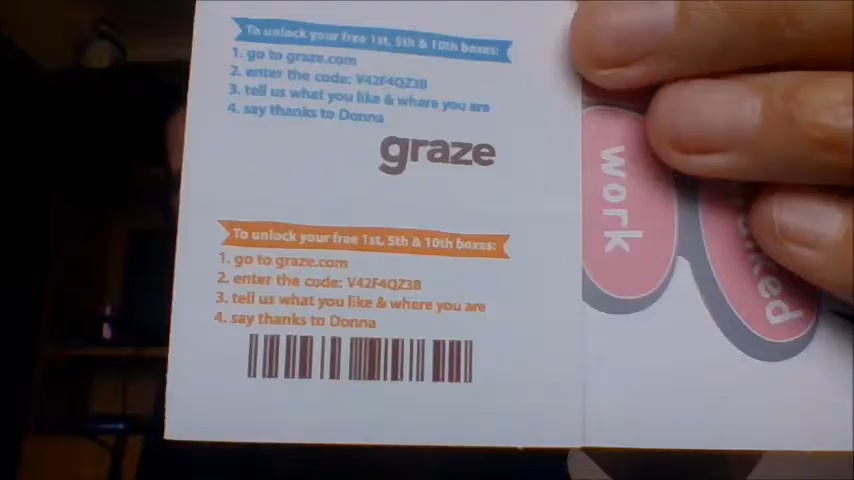 To unlock your free 1st, 5th & 10th boxes:
1. go to graze.com
2. enter the code: V42F4QZ3B
3. tell us what you like & where you are
4. say thanks to Donna
graze
To unlock your free 1st, 5th & 10th boxes:
1. go to graze.com
2. enter the code: V42F4QZ3B
3. tell us what you like & where you are
4. say thanks to Donna
work